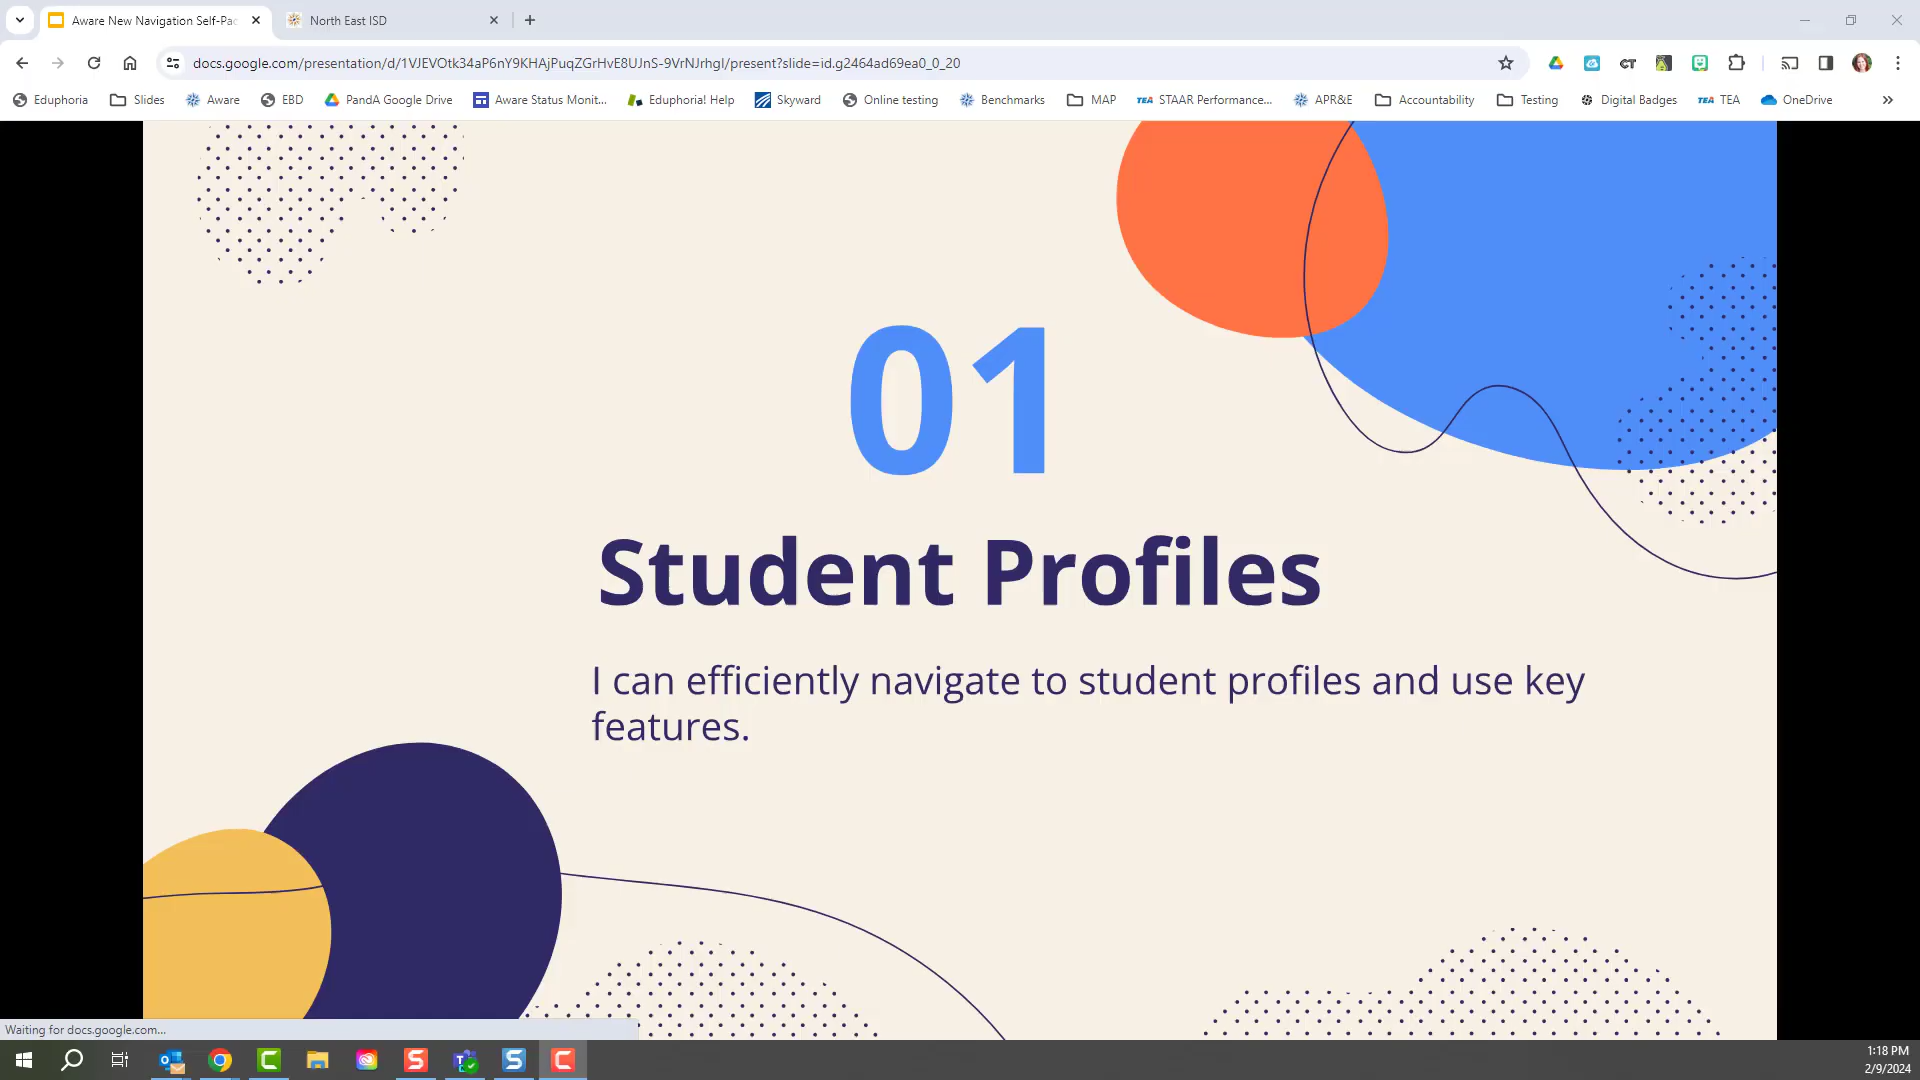 Aware New Navigation Self-Pac
North East ISD
docs.google.com/presentation/d/1VJEVOtk34aP6nY9KHAjPuqZGrHvE8UJnS-9VrNJrhgI/present?slide=id.g2464ad69ea0_0_20
Eduphoria Slides Aware EBD PandA Google Drive Aware Status Monit... Eduphoria! Help Skyward Online testing Benchmarks MAP TEA STAAR Performance... APR&E Accountability Testing Digital Badges TEA TEA OneDrive
01
Student Profiles
I can efficiently navigate to student profiles and use key
features.
Waiting for docs.google.com...
1:18 PM
2/9/2024